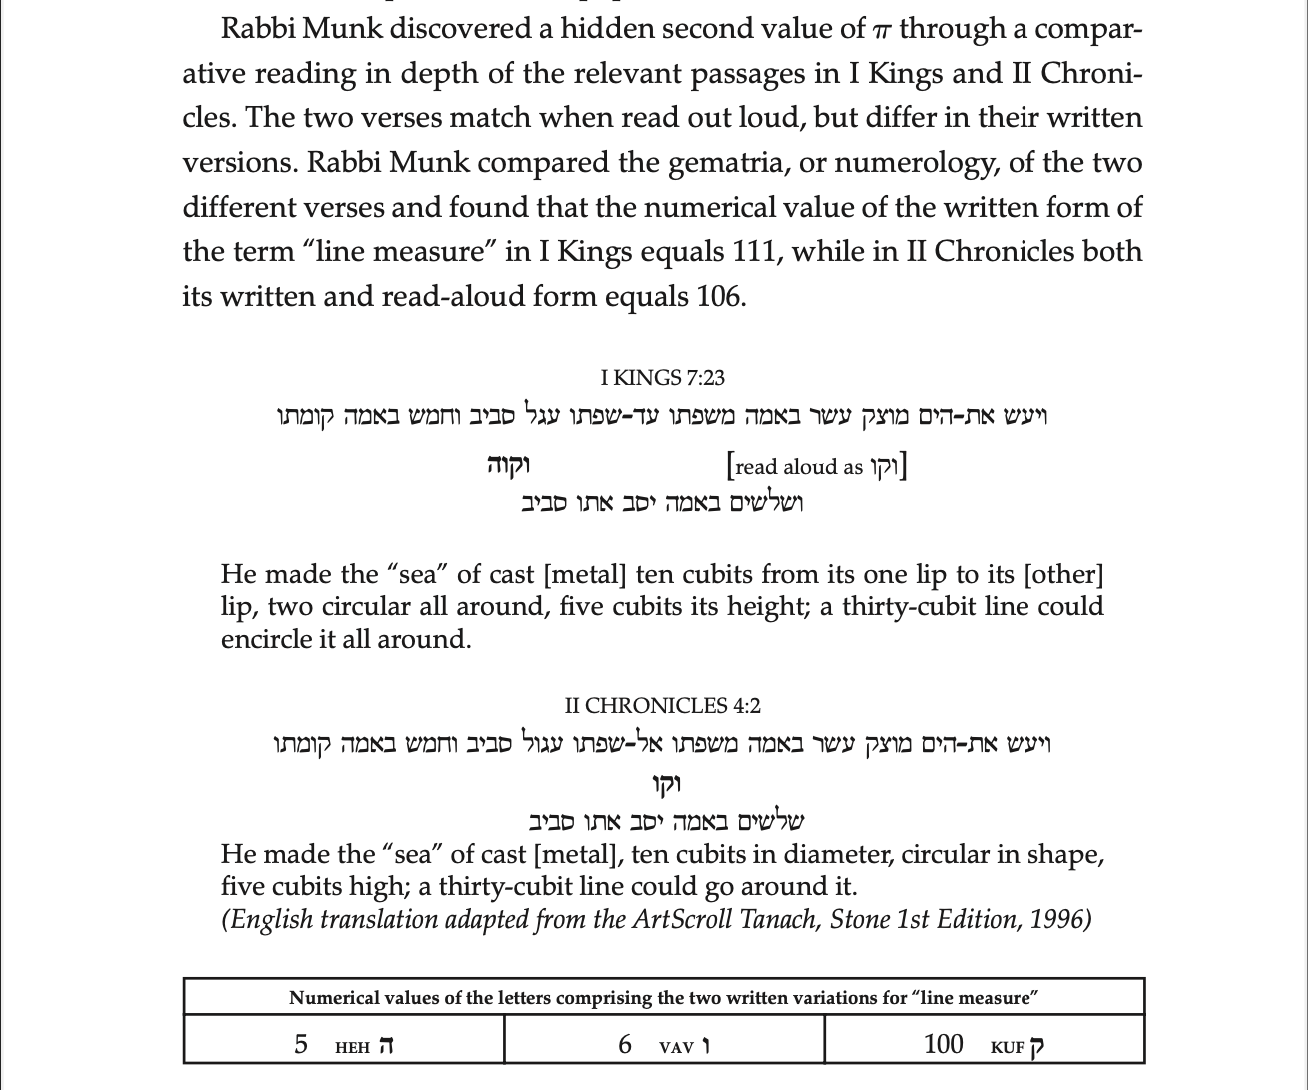 Rabbi Munk discovered a hidden second value of π through a compar-
ative reading in depth of the relevant passages in I Kings and II Chroni-
cles. The two verses match when read out loud, but differ in their written
versions. Rabbi Munk compared the gematria, or numerology, of the two
different verses and found that the numerical value of the written form of
the term “line measure” in I Kings equals 111, while in II Chronicles both
its written and read-aloud form equals 106.
I KINGS 7:23
ויעש את-הים מוצק עשר באמה משפתו עד-שפתו עגל סביב וחמש באמה קומתו
וקוה [read aloud as וקו]
ושלשים באמה יסב אתו סביב
He made the “sea” of cast [metal] ten cubits from its one lip to its [other]
lip, two circular all around, five cubits its height; a thirty-cubit line could
encircle it all around.
II CHRONICLES 4:2
ויעש את-הים מוצק עשר באמה משפתו אל-שפתו עגול סביב וחמש באמה קומתו
וקו
שלשים באמה יסב אתו סביב
He made the “sea” of cast [metal], ten cubits in diameter, circular in shape,
five cubits high; a thirty-cubit line could go around it.
(English translation adapted from the ArtScroll Tanach, Stone 1st Edition, 1996)
Numerical values of the letters comprising the two written variations for “line measure”
5 HEH ה 6 VAV ו 100 KUF ק